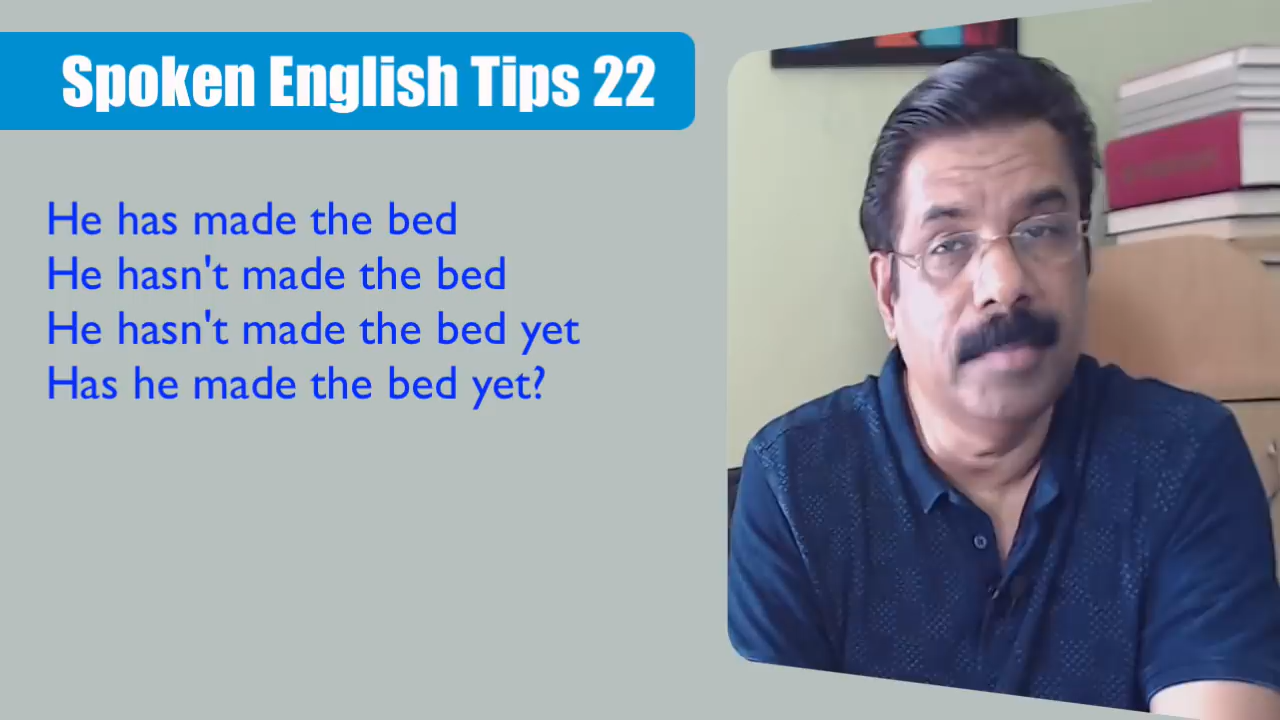 Spoken English Tips 22
He has made the bed
He hasn't made the bed
He hasn't made the bed yet
Has he made the bed yet?